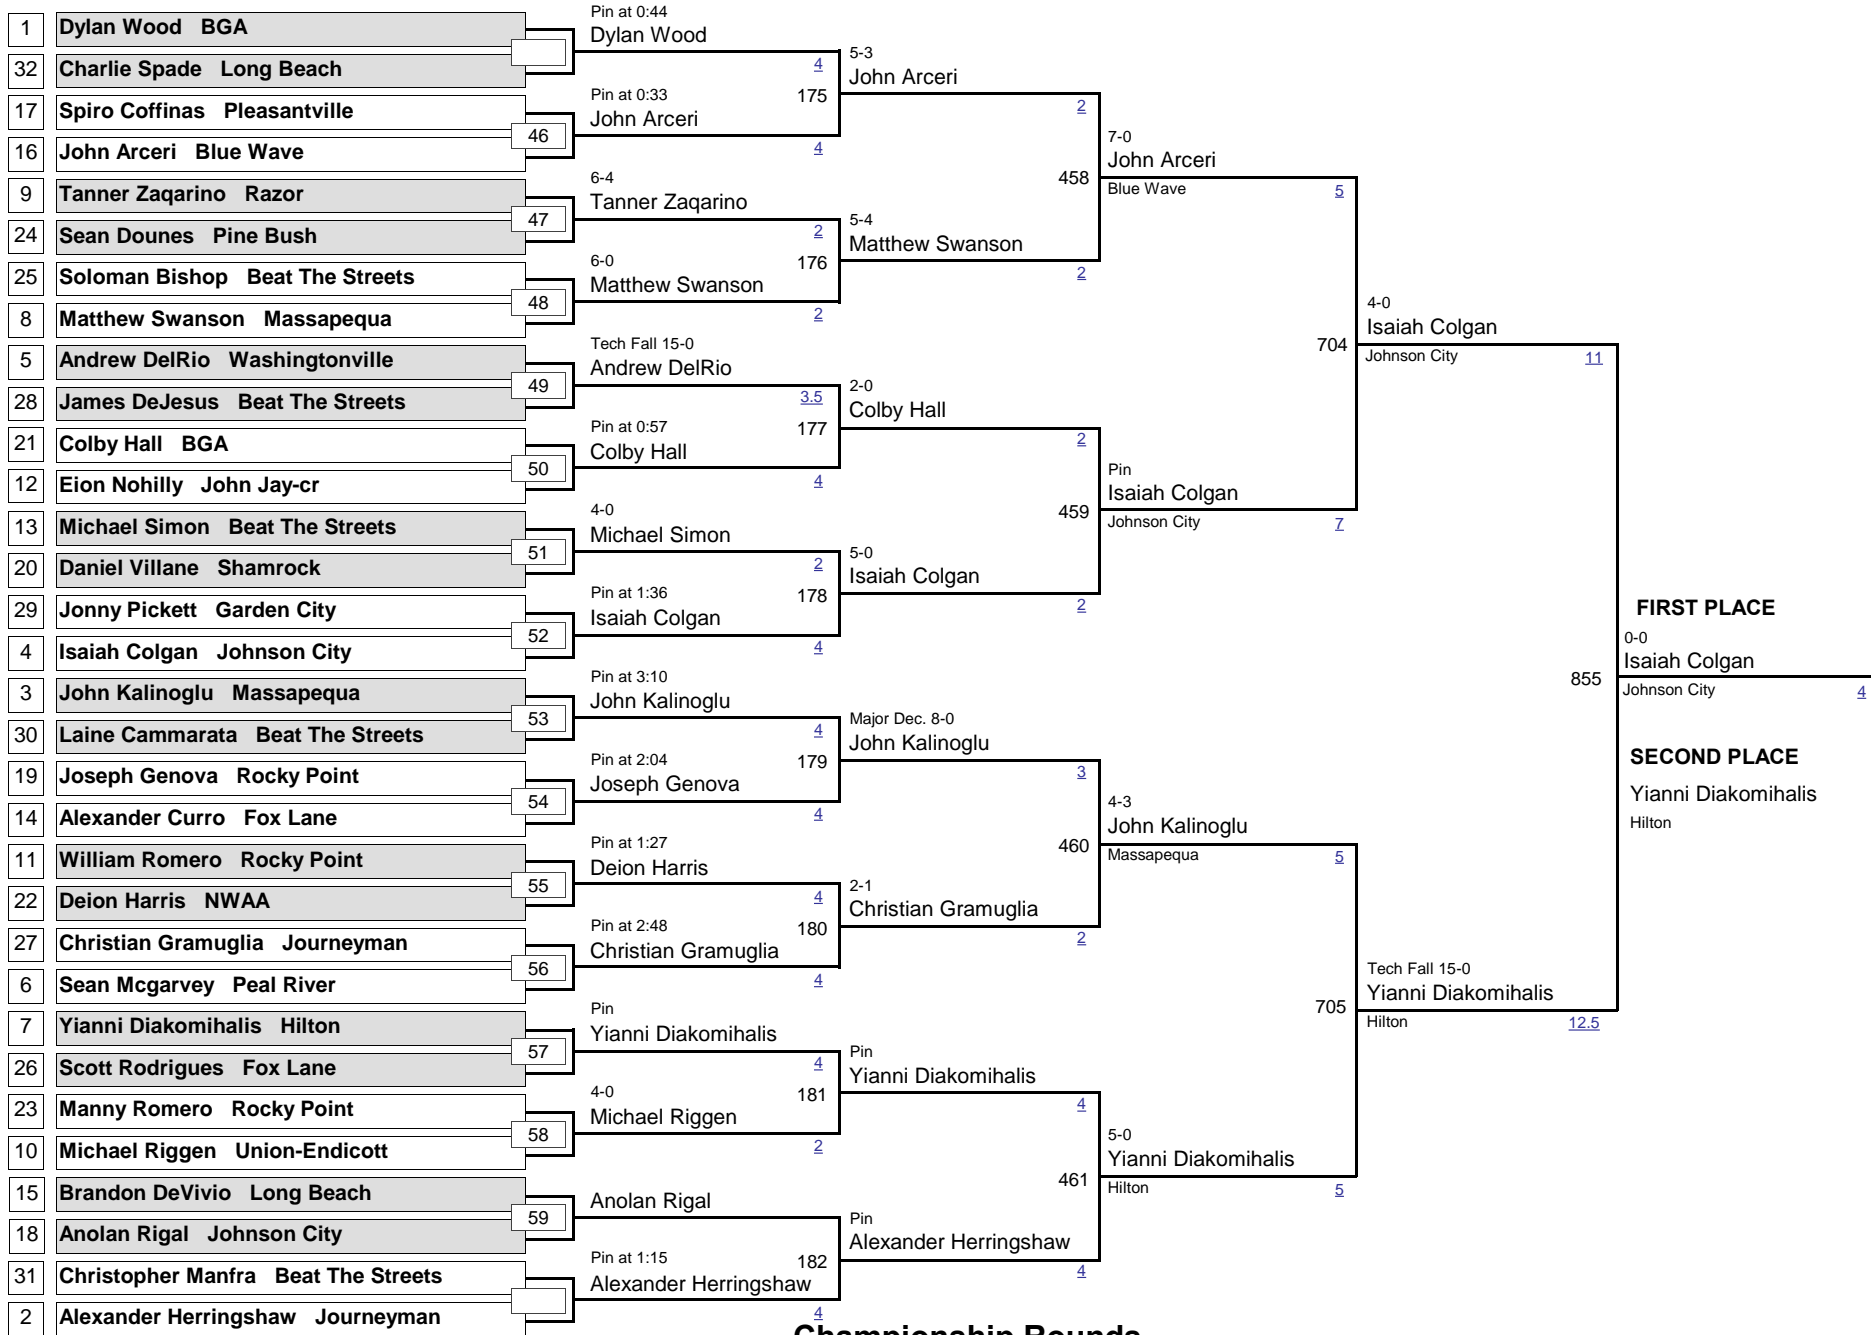 1 Dylan Wood BGA
32 Charlie Spade Long Beach
17 Spiro Coffinas Pleasantville
46
16 John Arceri Blue Wave
9 Tanner Zaqarino Razor
47
24 Sean Dounes Pine Bush
25 Soloman Bishop Beat The Streets
48
8 Matthew Swanson Massapequa
5 Andrew DelRio Washingtonville
49
28 James DeJesus Beat The Streets
21 Colby Hall BGA
50
12 Eion Nohilly John Jay-cr
13 Michael Simon Beat The Streets
51
20 Daniel Villane Shamrock
29 Jonny Pickett Garden City
52
4 Isaiah Colgan Johnson City
3 John Kalinoglu Massapequa
53
30 Laine Cammarata Beat The Streets
19 Joseph Genova Rocky Point
54
14 Alexander Curro Fox Lane
11 William Romero Rocky Point
55
22 Deion Harris NWAA
27 Christian Gramuglia Journeyman
56
6 Sean Mcgarvey Peal River
7 Yianni Diakomihalis Hilton
57
26 Scott Rodrigues Fox Lane
23 Manny Romero Rocky Point
58
10 Michael Riggen Union-Endicott
15 Brandon DeVivio Long Beach
59
18 Anolan Rigal Johnson City
31 Christopher Manfra Beat The Streets
2 Alexander Herringshaw Journeyman
Pin at 0:44
Dylan Wood
4
Pin at 0:33
175
John Arceri
4
6-4
Tanner Zaqarino
2
6-0
176
Matthew Swanson
2
Tech Fall 15-0
Andrew DelRio
3.5
Pin at 0:57
177
Colby Hall
4
4-0
Michael Simon
2
Pin at 1:36
178
Isaiah Colgan
4
Pin at 3:10
John Kalinoglu
4
Pin at 2:04
179
Joseph Genova
4
Pin at 1:27
Deion Harris
4
Pin at 2:48
180
Christian Gramuglia
4
Pin
Yianni Diakomihalis
4
4-0
181
Michael Riggen
2
Anolan Rigal
Pin at 1:15
182
Alexander Herringshaw
4
5-3
John Arceri
2
458
5-4
Matthew Swanson
2
2-0
Colby Hall
2
459
5-0
Isaiah Colgan
2
Major Dec. 8-0
John Kalinoglu
3
460
2-1
Christian Gramuglia
2
Pin
Yianni Diakomihalis
4
461
Pin
Alexander Herringshaw
4
7-0
John Arceri
Blue Wave
5
704
Pin
Isaiah Colgan
Johnson City
7
4-3
John Kalinoglu
Massapequa
5
705
5-0
Yianni Diakomihalis
Hilton
5
4-0
Isaiah Colgan
Johnson City
11
855
Tech Fall 15-0
Yianni Diakomihalis
Hilton
12.5
FIRST PLACE
0-0
Isaiah Colgan
Johnson City
4
SECOND PLACE
Yianni Diakomihalis
Hilton
Championship Rounds